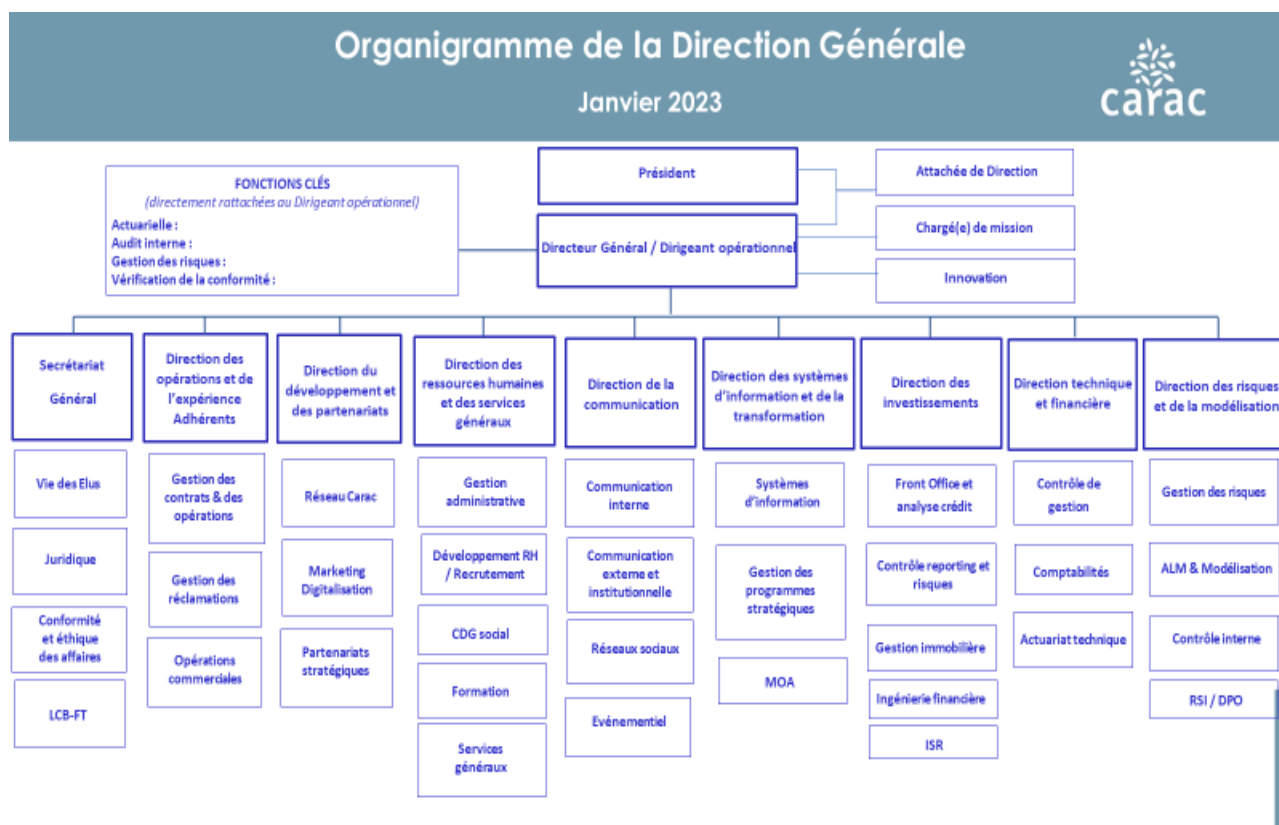 Organigramme de la Direction Générale
Janvier 2023
carac
FONCTIONS CLÉS
(directement rattachées au Dirigeant opérationnel)
Actuarielle :
Audit interne :
Gestion des risques :
Vérification de la conformité :
Président
Directeur Général / Dirigeant opérationnel
Attachée de Direction
Chargé(e) de mission
Innovation
Secrétariat
Général
Vie des Elus
Juridique
Conformité
et éthique
des affaires
LCB-FT
Direction des
opérations et de
l'expérience
Adhérents
Gestion des
contrats & des
opérations
Gestion des
réclamations
Opérations
commerciales
Direction du
développement et
des partenariats
Réseau Carac
Marketing
Digitalisation
Partenariats
stratégiques
Direction des
ressources humaines
et des services
généraux
Gestion
administrative
Développement RH
/ Recrutement
CDG social
Formation
Services
généraux
Direction de la
communication
Communication
interne
Communication
externe et
institutionnelle
Réseaux sociaux
Evénementiel
Direction des systèmes
d'information et de la
transformation
Systèmes
d'information
Gestion des
programmes
stratégiques
MOA
Direction des
investissements
Front Office et
analyse crédit
Contrôle reporting et
risques
Gestion immobilière
Ingénierie financière
ISR
Direction technique
et financière
Contrôle de
gestion
Comptabilités
Actuariat technique
Direction des risques
et de la modélisation
Gestion des risques
ALM & Modélisation
Contrôle interne
RSI / DPO